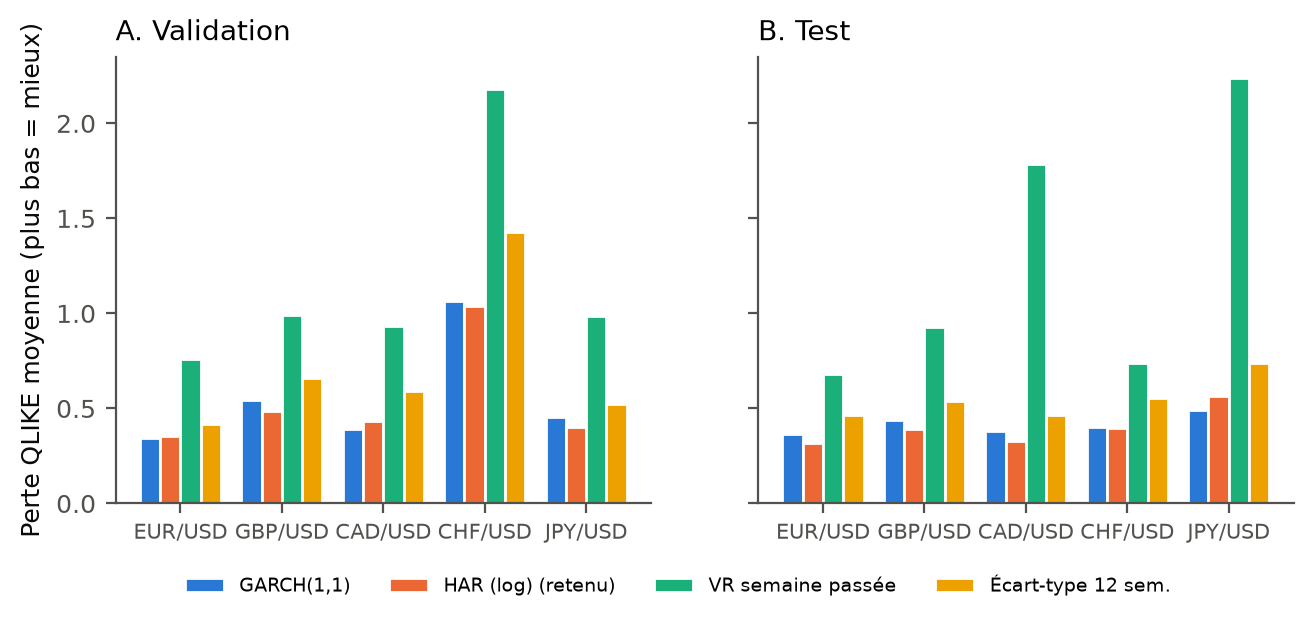 A. Validation
B. Test
Perte QLIKE moyenne (plus bas = mieux)
2.0
1.5
1.0
0.5
0.0
EUR/USD GBP/USD CAD/USD CHF/USD JPY/USD
EUR/USD GBP/USD CAD/USD CHF/USD JPY/USD
GARCH(1,1) HAR (log) (retenu) VR semaine passée Écart-type 12 sem.